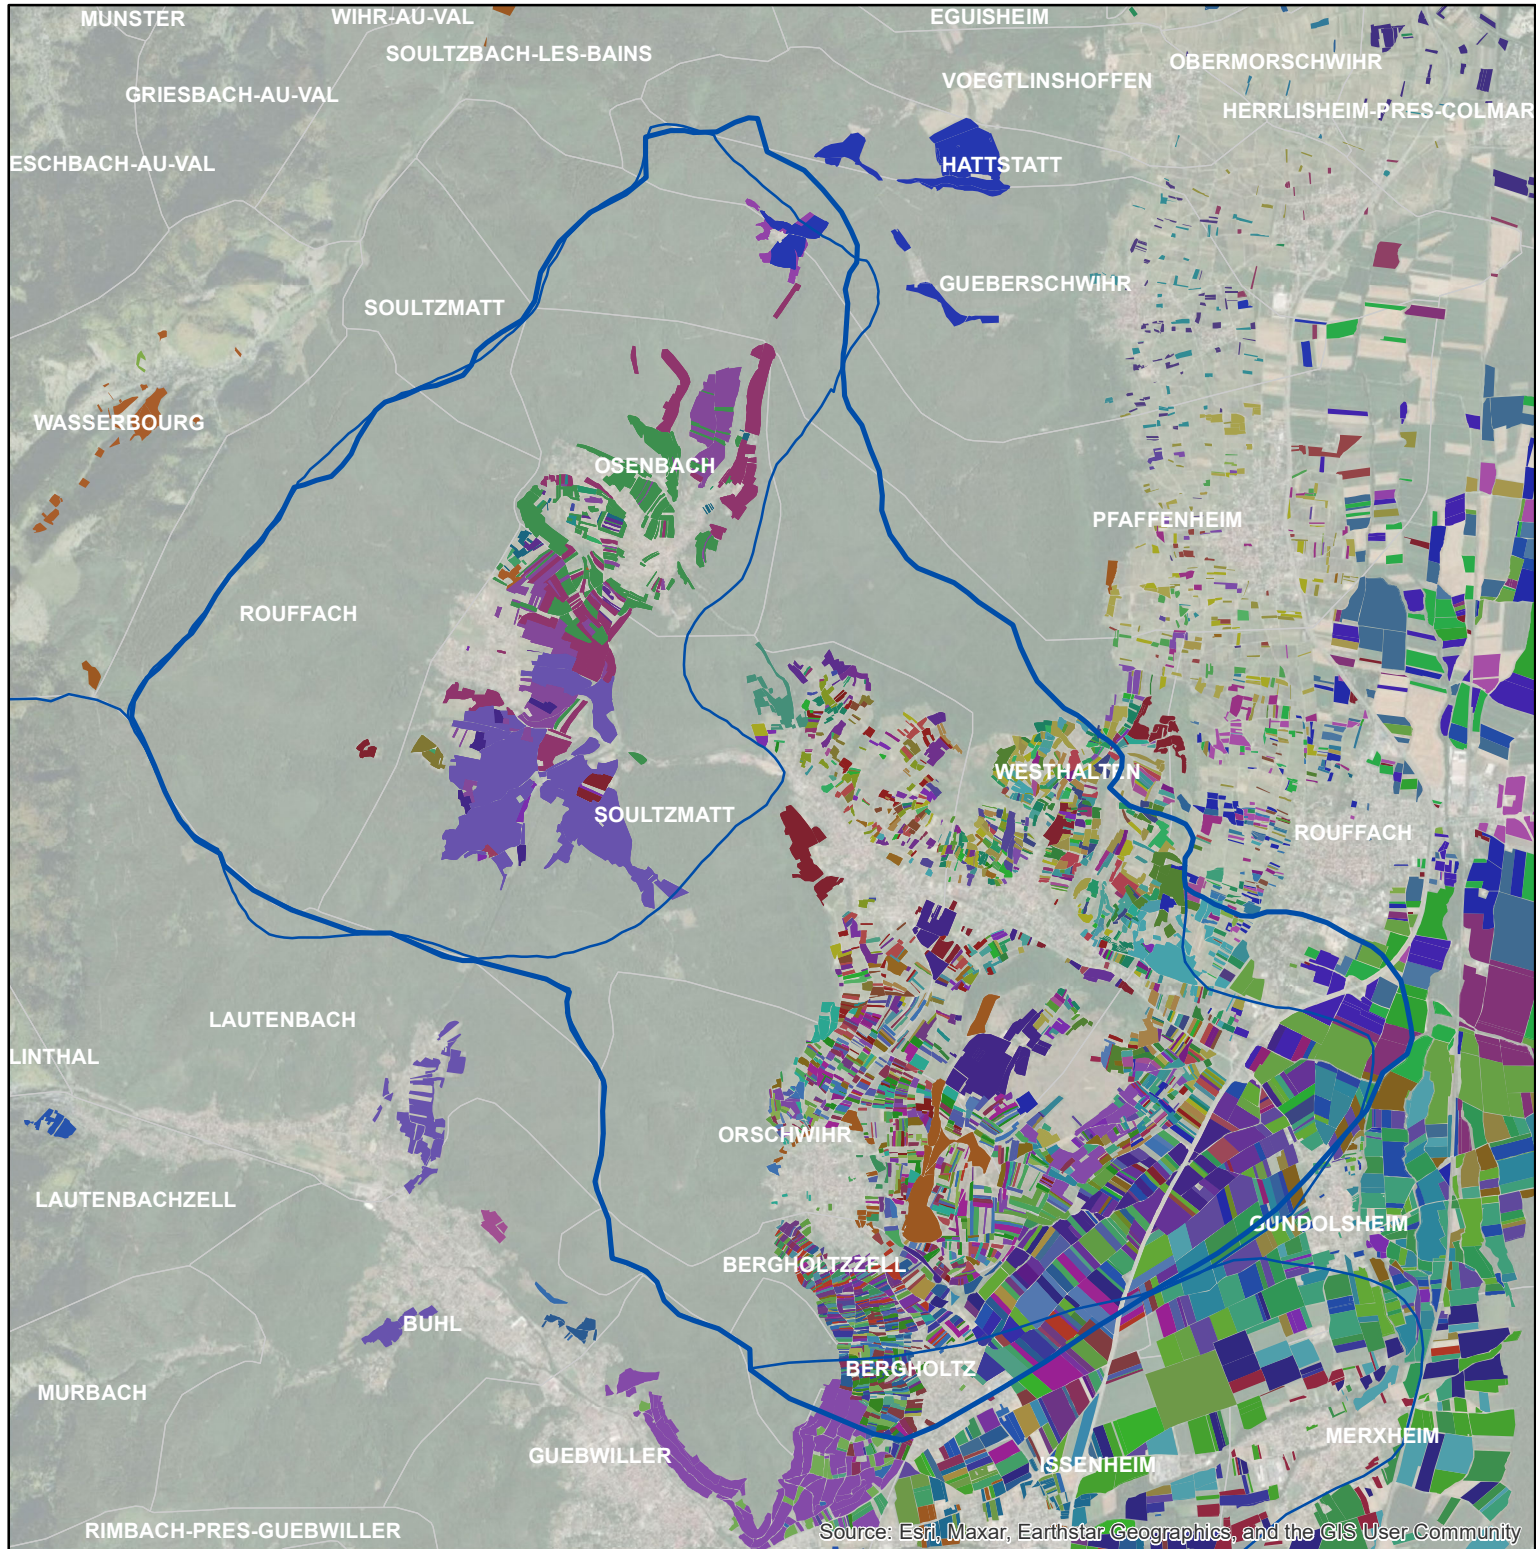 MUNSTER
WIHR-AU-VAL
EGUISHEIM
SOULTZBACH-LES-BAINS
OBERMORSCHWIHR
VOEGTLINSHOFFEN
GRIESBACH-AU-VAL
HERRLISHEIM-PRES-COLMAR
ESCHBACH-AU-VAL
HATTSTATT
GUEBERSCHWIHR
SOULTZMATT
WASSERBOURG
OSENBACH
PFAFFENHEIM
ROUFFACH
WESTHALTEN
SOULTZMATT
ROUFFACH
LAUTENBACH
LINTHAL
ORSCHWIHR
LAUTENBACHZELL
GUNDOLSHEIM
BERGHOLTZZELL
BUHL
BERGHOLTZ
MURBACH
MERXHEIM
GUEBWILLER
ISSENHEIM
RIMBACH-PRES-GUEBWILLER
Source: Esri, Maxar, Earthstar Geographics, and the GIS User Community